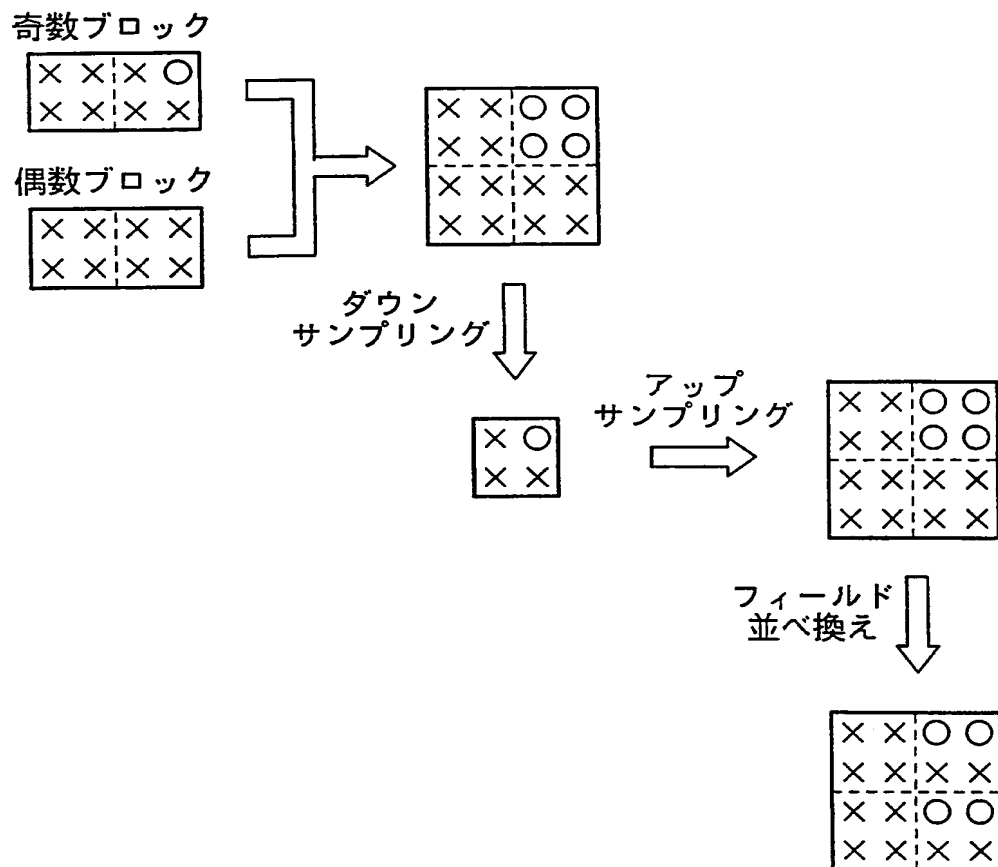 奇数ブロック
× × × ○
× × × ×
偶数ブロック
× × × ×
× × × ×
× × ○ ○
× × ○ ○
× × × ×
× × × ×
ダウン
サンプリング
× ○
× ×
アップ
サンプリング
× × ○ ○
× × ○ ○
× × × ×
× × × ×
フィールド
並べ換え
× × ○ ○
× × × ×
× × ○ ○
× × × ×